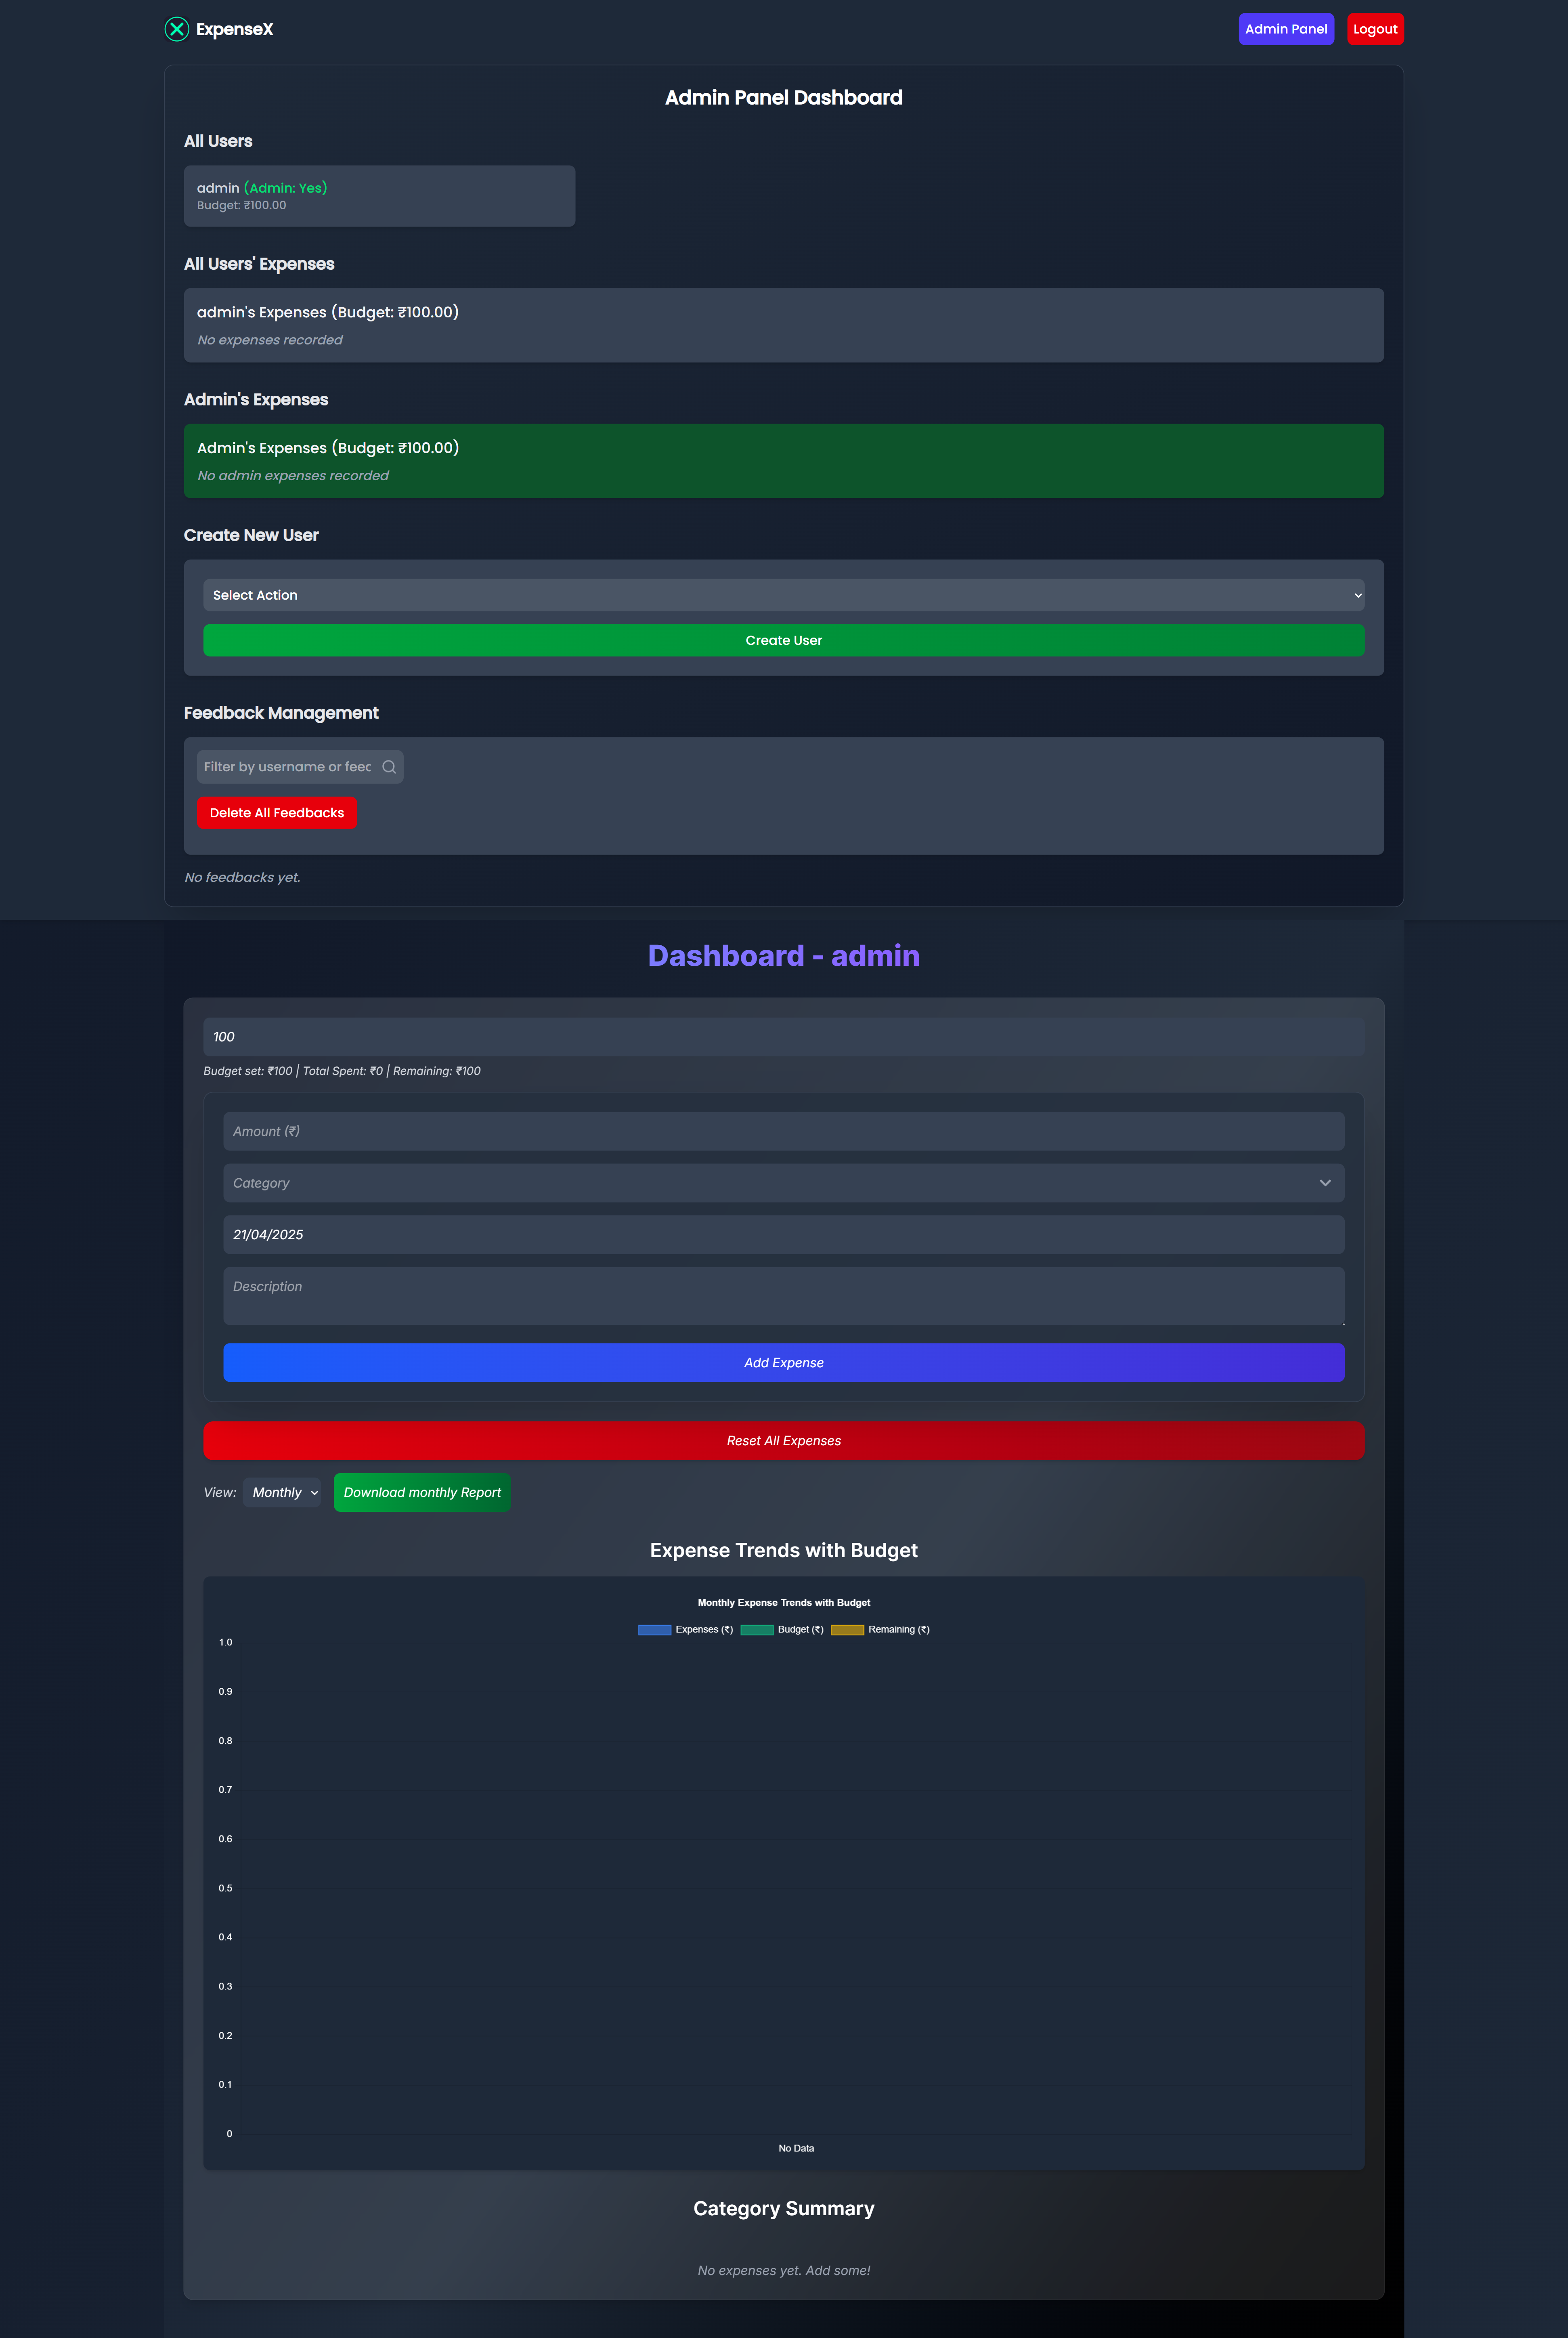 ExpenseX
Admin Panel
Logout
Admin Panel Dashboard
All Users
admin (Admin: Yes)
Budget: ₹100.00
All Users' Expenses
admin's Expenses (Budget: ₹100.00)
No expenses recorded
Admin's Expenses
Admin's Expenses (Budget: ₹100.00)
No admin expenses recorded
Create New User
Select Action
Create User
Feedback Management
Filter by username or feec
Delete All Feedbacks
No feedbacks yet.
Dashboard - admin
100
Budget set: ₹100 | Total Spent: ₹0 | Remaining: ₹100
Amount (₹)
Category
21/04/2025
Description
Add Expense
Reset All Expenses
View: Monthly
Download monthly Report
Expense Trends with Budget
Monthly Expense Trends with Budget
Expenses (₹) Budget (₹) Remaining (₹)
1.0
0.9
0.8
0.7
0.6
0.5
0.4
0.3
0.2
0.1
0
No Data
Category Summary
No expenses yet. Add some!